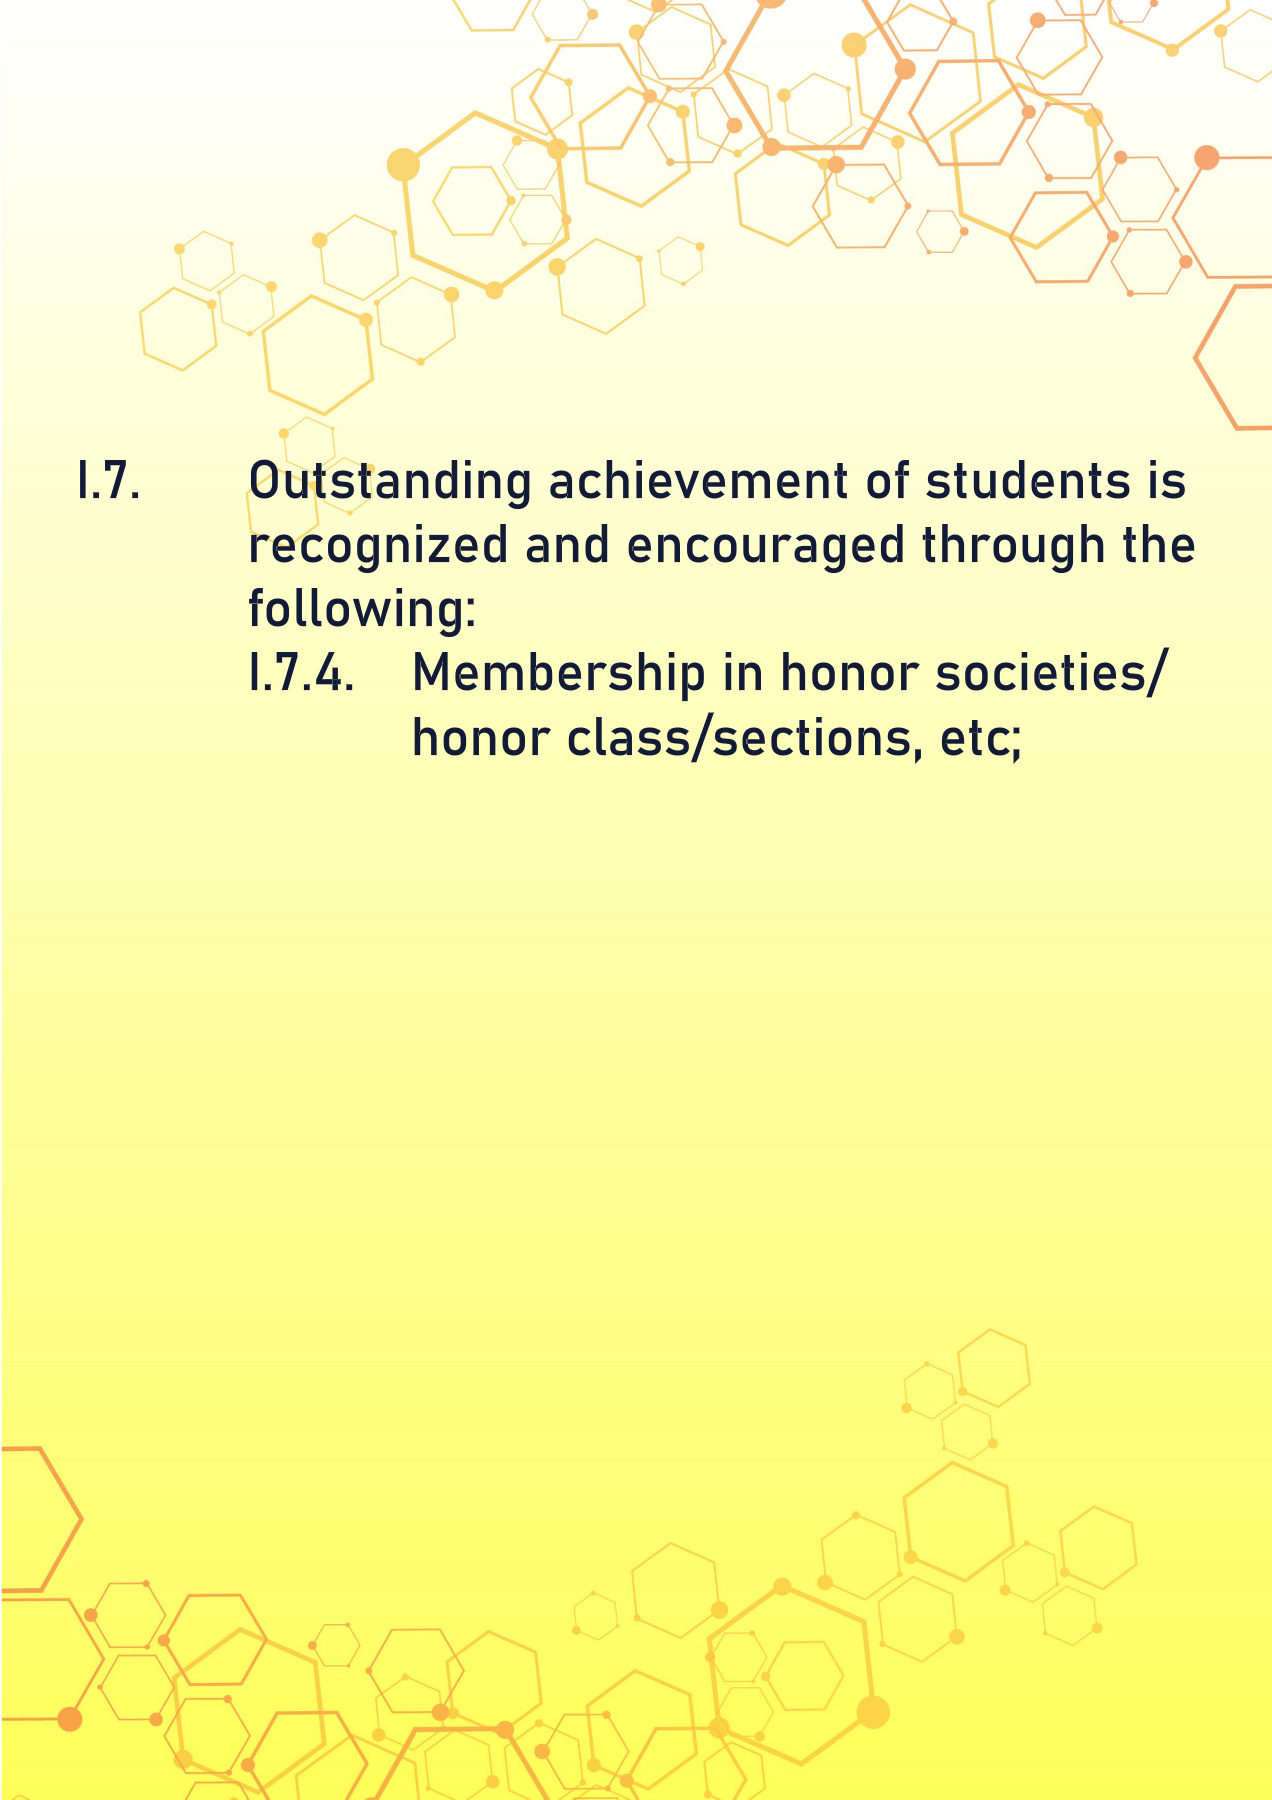 I.7. Outstanding achievement of students is
recognized and encouraged through the
following:
I.7.4. Membership in honor societies/
honor class/sections, etc;